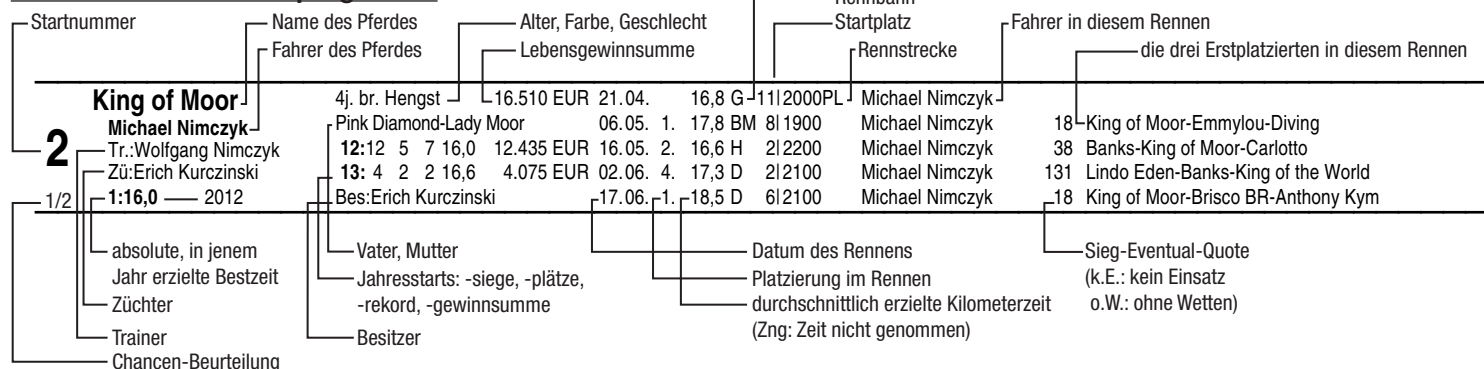 Startnummer Name des Pferdes Alter, Farbe, Geschlecht Startplatz Fahrer in diesem Rennen
Fahrer des Pferdes Lebensgewinnsumme Rennstrecke die drei Erstplatzierten in diesem Rennen
King of Moor 4j. br. Hengst 16.510 EUR 21.04. 16,8 G 11 2000PL Michael Nimczyk
Michael Nimczyk Pink Diamond-Lady Moor 06.05. 1. 17,8 BM 8 1900 Michael Nimczyk 18 King of Moor-Emmylou-Diving
2 Tr.:Wolfgang Nimczyk 12:12 5 7 16,0 12.435 EUR 16.05. 2. 16,6 H 2 2200 Michael Nimczyk 38 Banks-King of Moor-Carlotto
Zü:Erich Kurczinski 13: 4 2 2 16,6 4.075 EUR 02.06. 4. 17,3 D 2 2100 Michael Nimczyk 131 Lindo Eden-Banks-King of the World
1/2 1:16,0 2012 Bes:Erich Kurczinski 17.06. 1. 18,5 D 6 2100 Michael Nimczyk 18 King of Moor-Brisco BR-Anthony Kym
absolute, in jenem Vater, Mutter Datum des Rennens Sieg-Eventual-Quote
Jahr erzielte Bestzeit Jahresstarts: -siege, -plätze, Platzierung im Rennen (k.E.: kein Einsatz
Züchter -rekord, -gewinnsumme durchschnittlich erzielte Kilometerzeit o.W.: ohne Wetten)
Trainer Besitzer (Zng: Zeit nicht genommen)
Chancen-Beurteilung